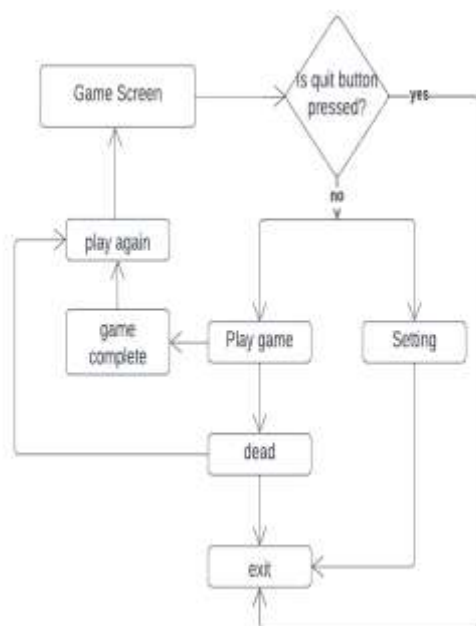 Game Screen
Is quit button
pressed?
yes
no
play again
game
complete
Play game
Setting
dead
exit